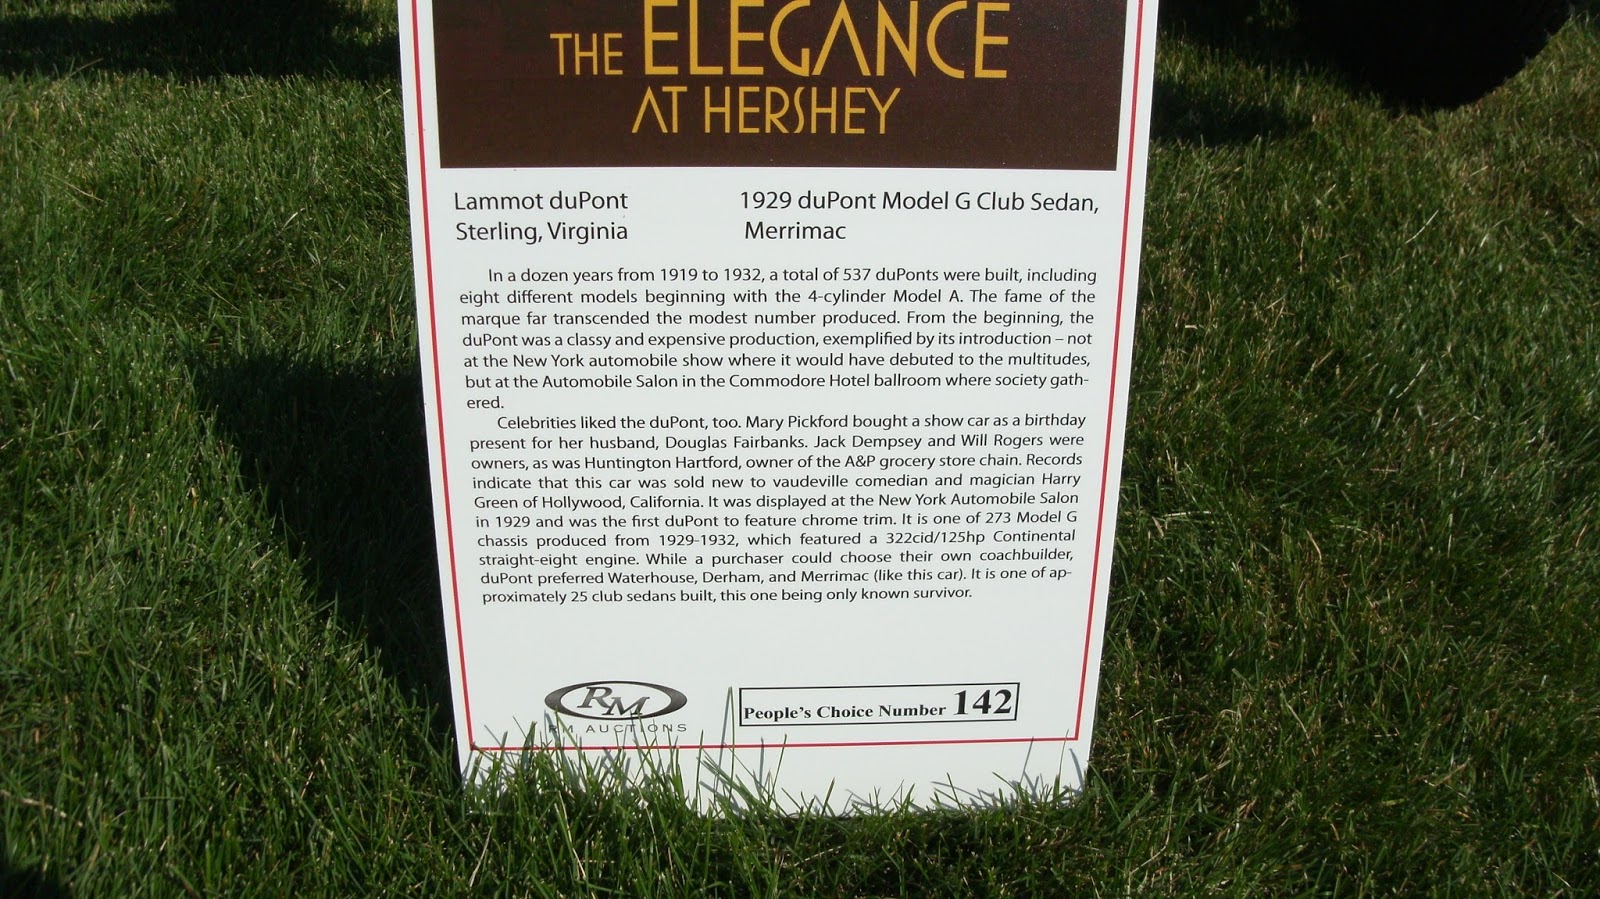 THE ELEGANCE
AT HERSHEY
Lammot duPont
Sterling, Virginia
1929 duPont Model G Club Sedan,
Merrimac
In a dozen years from 1919 to 1932, a total of 537 duPonts were built, including
eight different models beginning with the 4-cylinder Model A. The fame of the
marque far transcended the modest number produced. From the beginning, the
duPont was a classy and expensive production, exemplified by its introduction – not
at the New York automobile show where it would have debuted to the multitudes,
but at the Automobile Salon in the Commodore Hotel ballroom where society gath-
ered.
Celebrities liked the duPont, too. Mary Pickford bought a show car as a birthday
present for her husband, Douglas Fairbanks. Jack Dempsey and Will Rogers were
owners, as was Huntington Hartford, owner of the A&P grocery store chain. Records
indicate that this car was sold new to vaudeville comedian and magician Harry
Green of Hollywood, California. It was displayed at the New York Automobile Salon
in 1929 and was the first duPont to feature chrome trim. It is one of 273 Model G
chassis produced from 1929-1932, which featured a 322cid/125hp Continental
straight-eight engine. While a purchaser could choose their own coachbuilder,
duPont preferred Waterhouse, Derham, and Merrimac (like this car). It is one of ap-
proximately 25 club sedans built, this one being only known survivor.
RM
RM AUCTIONS
People's Choice Number 142